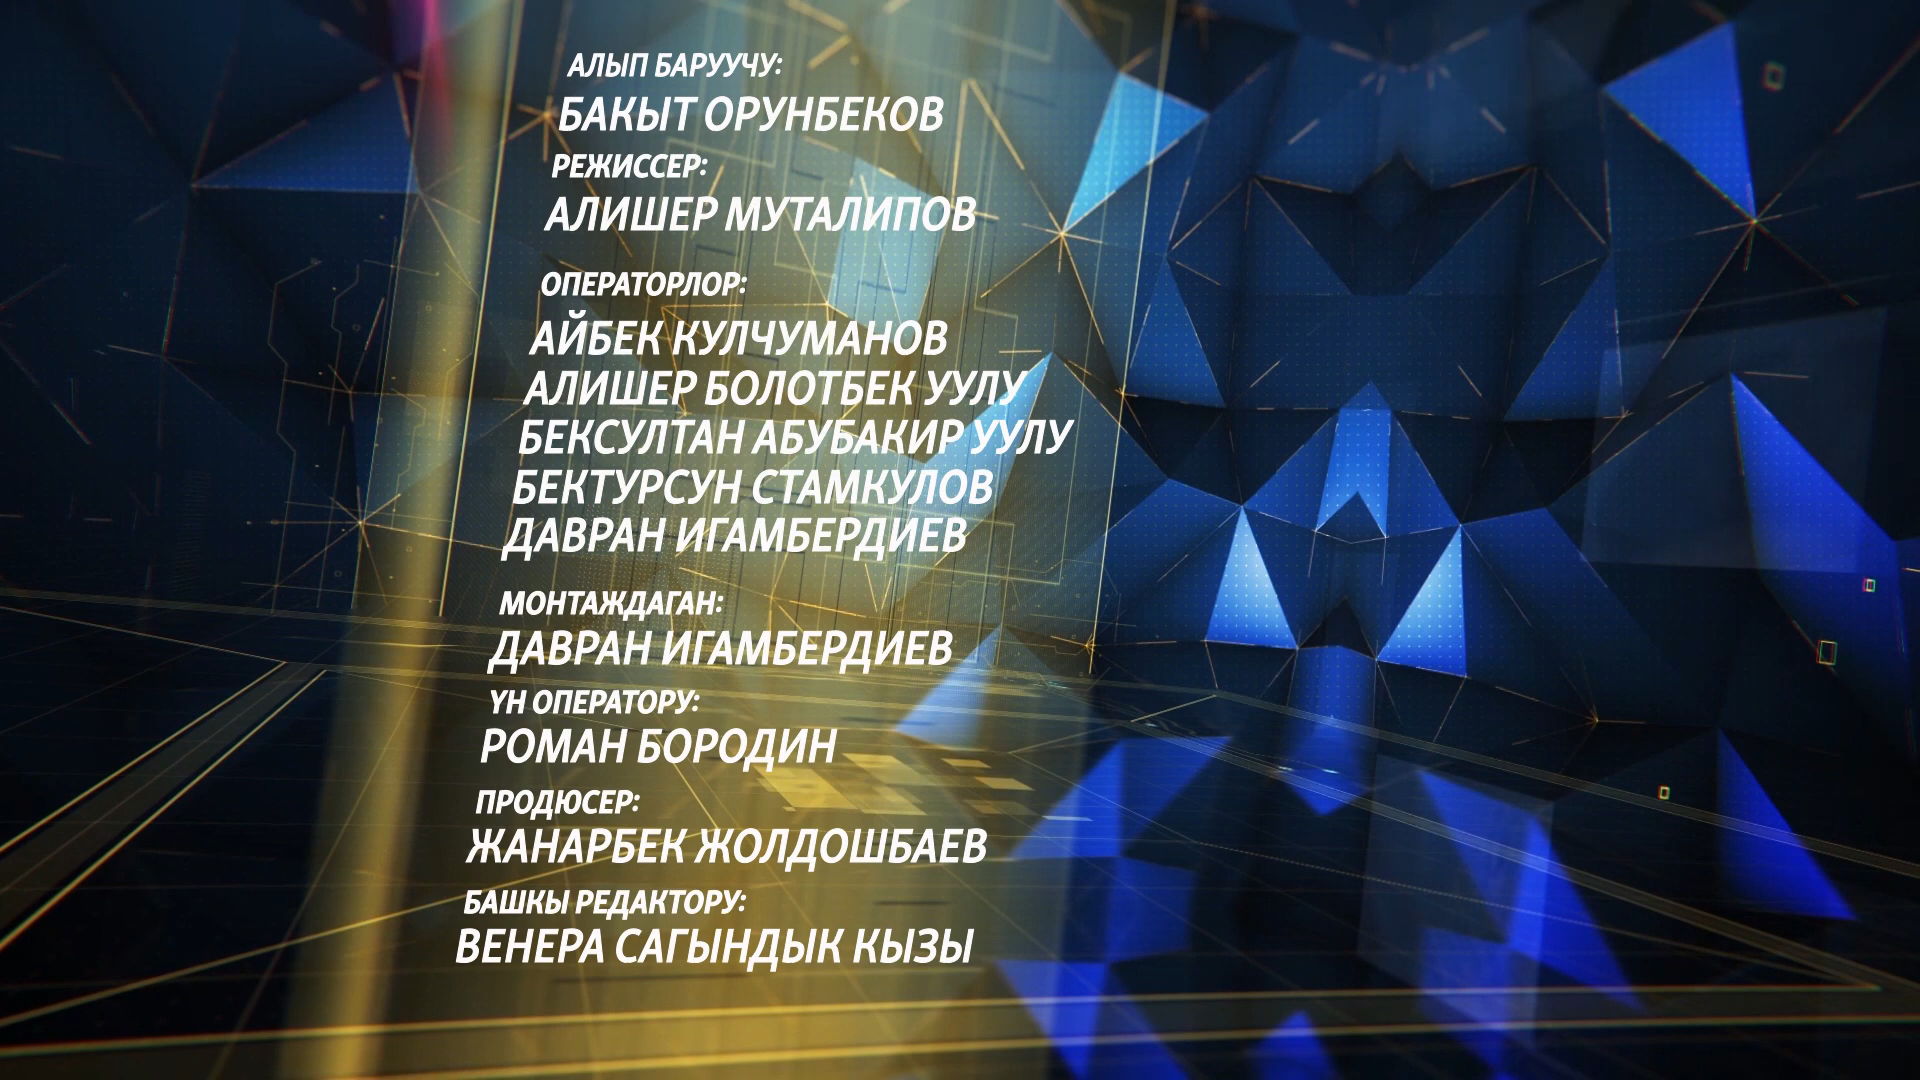 АЛЫП БАРУУЧУ:
БАКЫТ ОРУНБЕКОВ
РЕЖИССЕР:
АЛИШЕР МУТАЛИПОВ
ОПЕРАТОРЛОР:
АЙБЕК КУЛЧУМАНОВ
АЛИШЕР БОЛОТБЕК УУЛУ
БЕКСУЛТАН АБУБАКИР УУЛУ
БЕКТУРСУН СТАМКУЛОВ
ДАВРАН ИГАМБЕРДИЕВ
МОНТАЖДАГАН:
ДАВРАН ИГАМБЕРДИЕВ
ҮН ОПЕРАТОРУ:
РОМАН БОРОДИН
ПРОДЮСЕР:
ЖАНАРБЕК ЖОЛДОШБАЕВ
БАШКЫ РЕДАКТОРУ:
ВЕНЕРА САГЫНДЫК КЫЗЫ